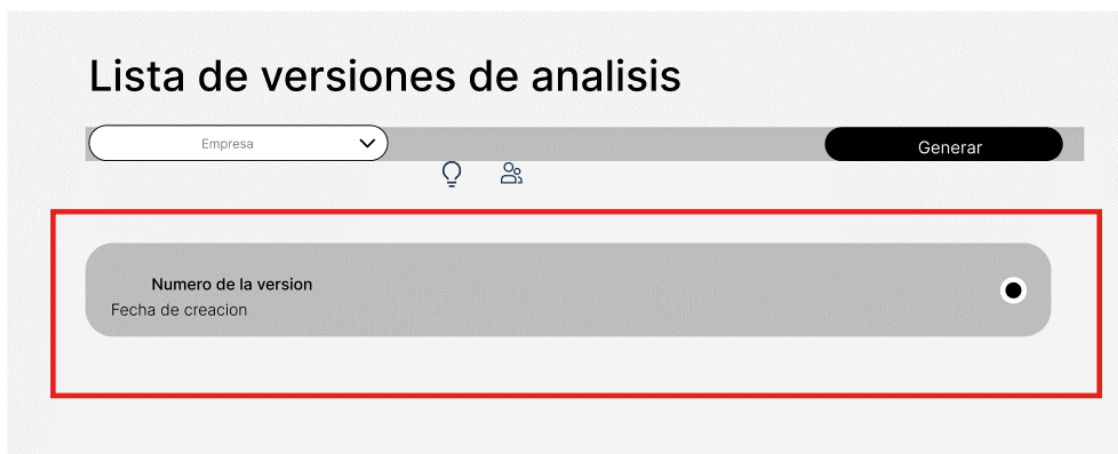 Lista de versiones de analisis
Empresa
Generar
Numero de la version
Fecha de creacion